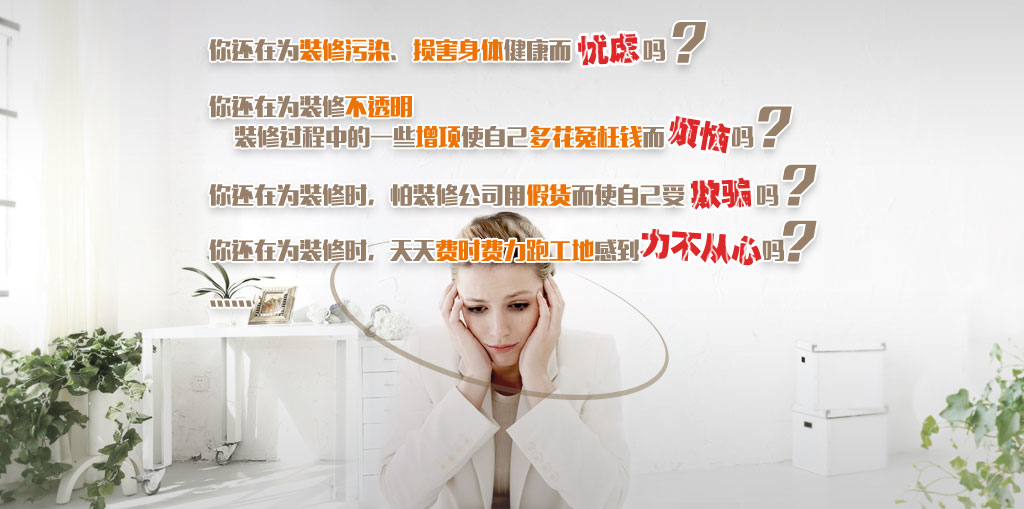 你还在为装修污染、损害身体健康而忧虑吗?
你还在为装修不透明
装修过程中的一些增项使自己多花冤枉钱而烦恼吗?
你还在为装修时，怕装修公司用假货而使自己受欺骗吗?
你还在为装修时，天天费时费力跑工地感到力不从心吗?